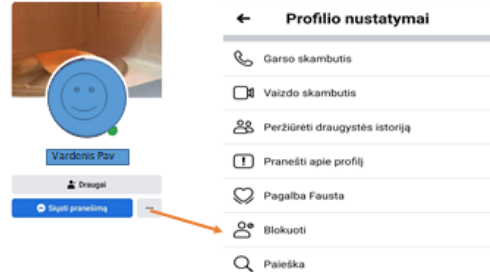 Vardenis Pav
Draugai
Siųsti pranešimą
Profilio nustatymai
Garso skambutis
Vaizdo skambutis
Peržiūrėti draugystės istoriją
Pranešti apie profilį
Pagalba Fausta
Blokuoti
Paieška